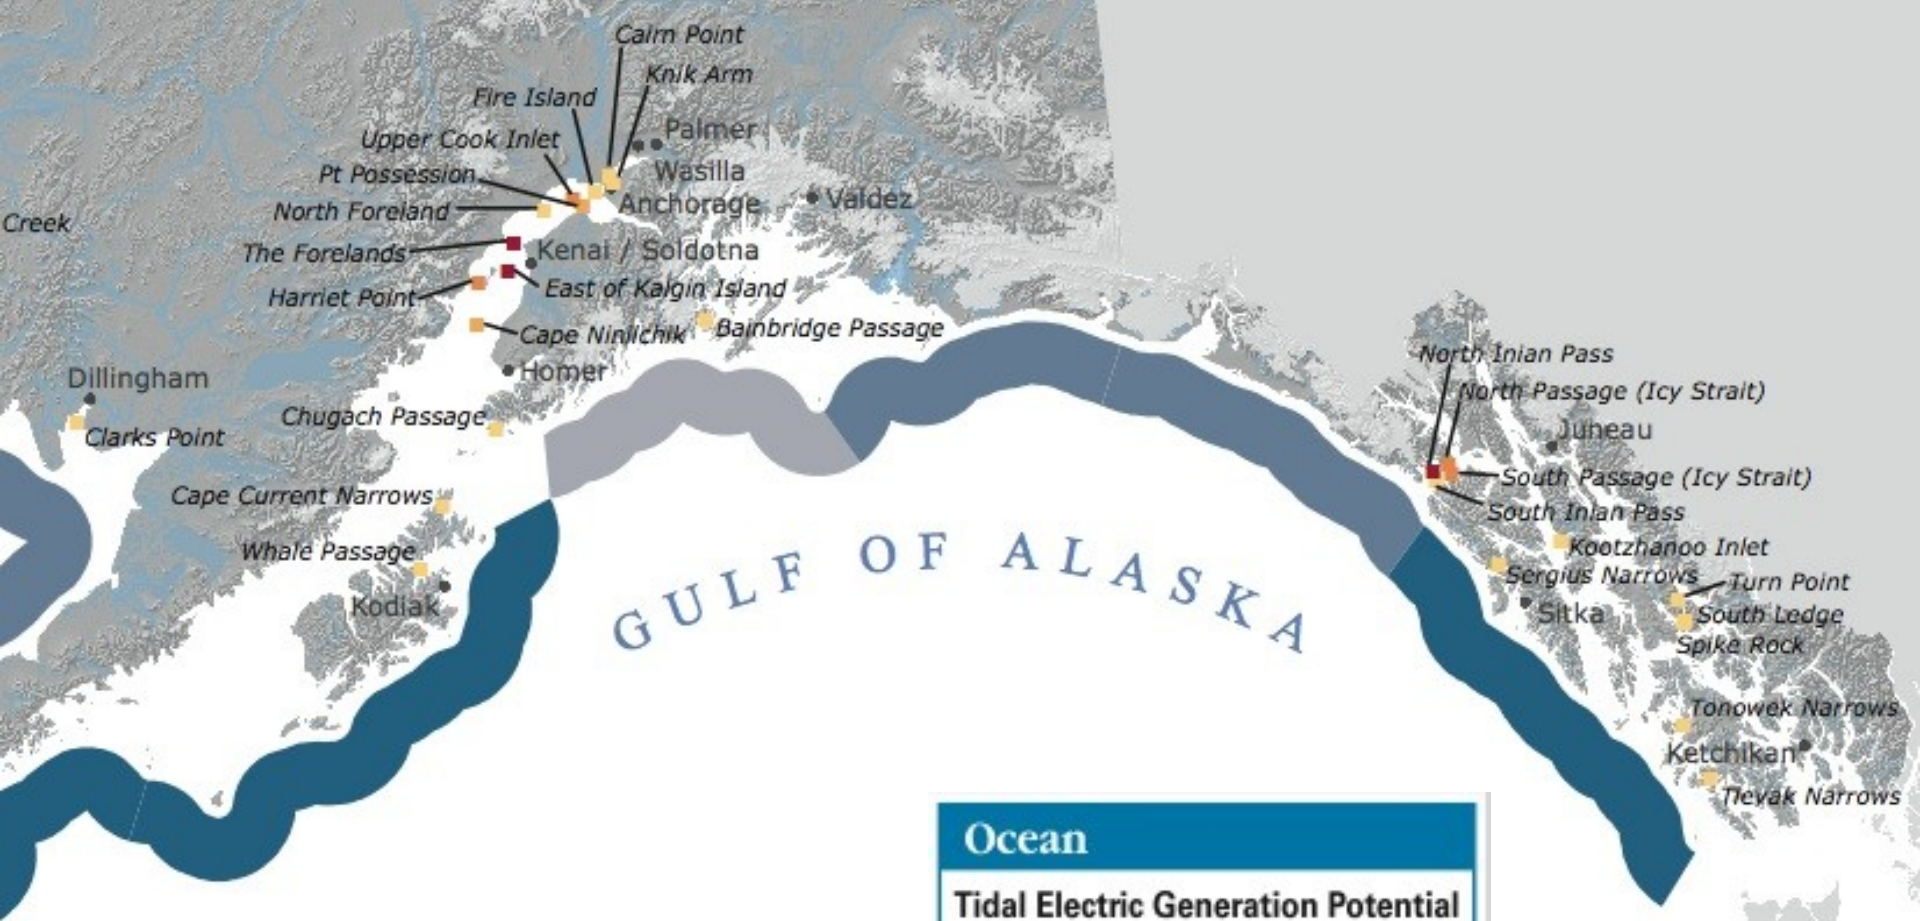 Cairn Point
Knik Arm
Fire Island
Palmer
Upper Cook Inlet
Wasilla
Pt Possession
Anchorage
Valdez
North Foreland
Creek
The Forelands
Kenai / Soldotna
Harriet Point
East of Kalgin Island
Cape Ninilchik
Bainbridge Passage
Homer
Dillingham
Clarks Point
Chugach Passage
Cape Current Narrows
Whale Passage
Kodiak
GULF OF ALASKA
North Inian Pass
North Passage (Icy Strait)
Juneau
South Passage (Icy Strait)
South Inian Pass
Kootzhanoo Inlet
Sergius Narrows
Turn Point
Sitka
South Ledge
Spike Rock
Tonowek Narrows
Ketchikan
Tlevak Narrows
Ocean
Tidal Electric Generation Potential